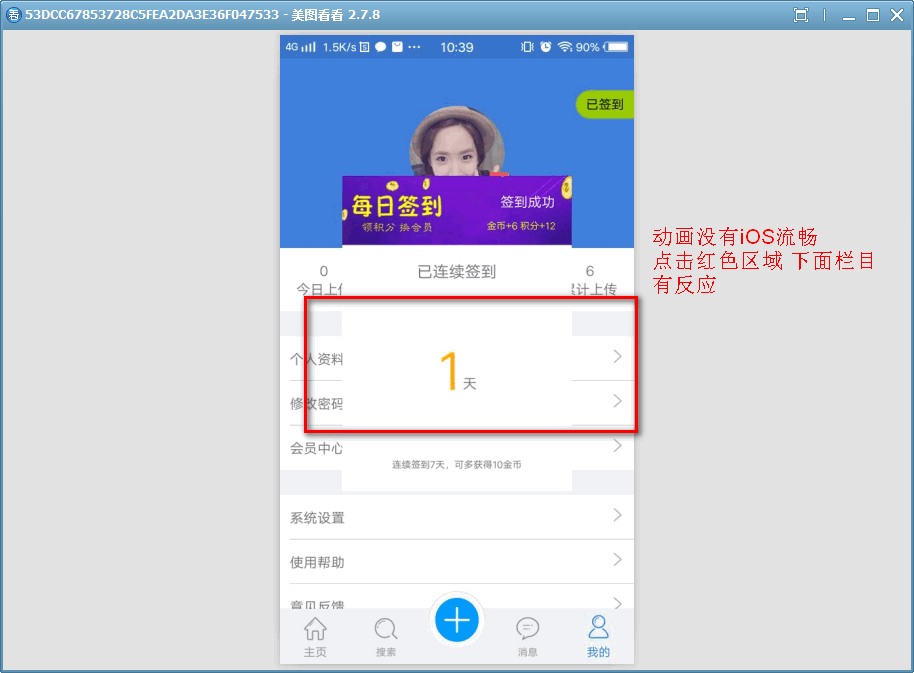 53DCC67853728C5FEA2DA3E36F047533 - 美图看看 2.7.8
4G 1.5K/s 10:39 90%
已签到
每日签到
签到成功
领积分 换会员
金币+6 积分+12
动画没有iOS流畅
点击红色区域 下面栏目
有反应
0
已连续签到
6
今日上传
累计上传
个人资料
1天
修改密码
会员中心
连续签到7天，可多获得10金币
系统设置
使用帮助
意见反馈
主页
搜索
消息
我的